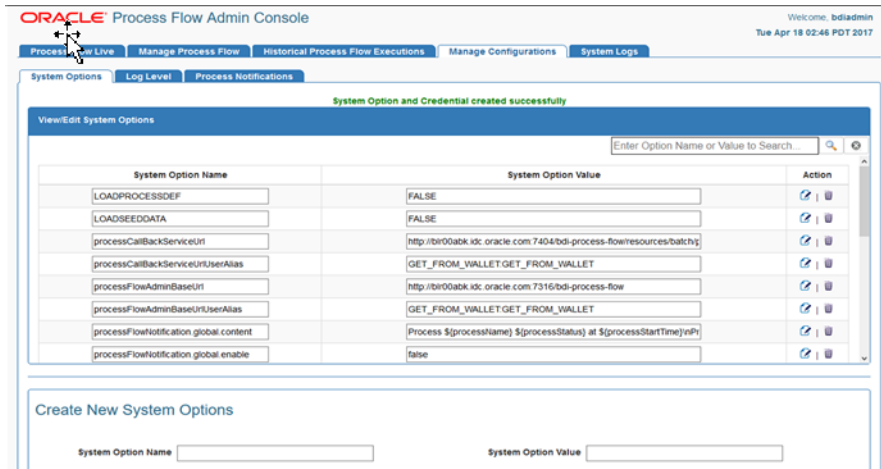 ORACLE Process Flow Admin Console
Welcome, bdiadmin
Tue Apr 18 02:46 PDT 2017
Process Flow Live Manage Process Flow Historical Process Flow Executions Manage Configurations System Logs
System Options Log Level Process Notifications
System Option and Credential created successfully
View/Edit System Options
Enter Option Name or Value to Search...
System Option Name System Option Value Action
LOADPROCESSDEF FALSE
LOADSEEDDATA FALSE
processCallBackServiceUrl http://blr00abk.idc.oracle.com:7404/bdi-process-flow/resources/batch/p
processCallBackServiceUrlUserAlias GET_FROM_WALLET:GET_FROM_WALLET
processFlowAdminBaseUrl http://blr00abk.idc.oracle.com:7316/bdi-process-flow
processFlowAdminBaseUrlUserAlias GET_FROM_WALLET:GET_FROM_WALLET
processFlowNotification.global.content Process ${processName} ${processStatus} at ${processStartTime}\nPr
processFlowNotification.global.enable false
Create New System Options
System Option Name System Option Value